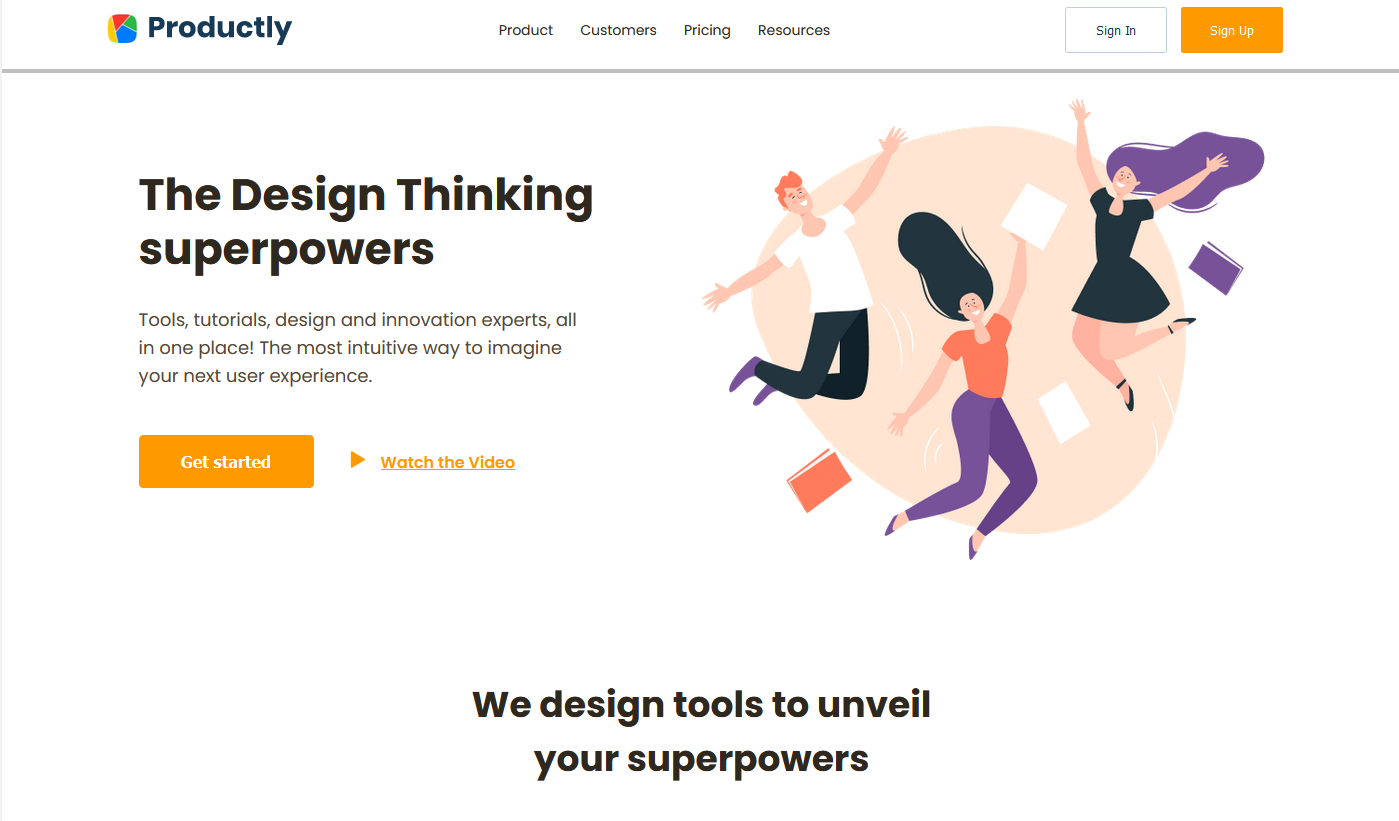 Productly
Product
Customers
Pricing
Resources
Sign In
Sign Up
The Design Thinking
superpowers
Tools, tutorials, design and innovation experts, all
in one place! The most intuitive way to imagine
your next user experience.
Get started
Watch the Video
We design tools to unveil
your superpowers